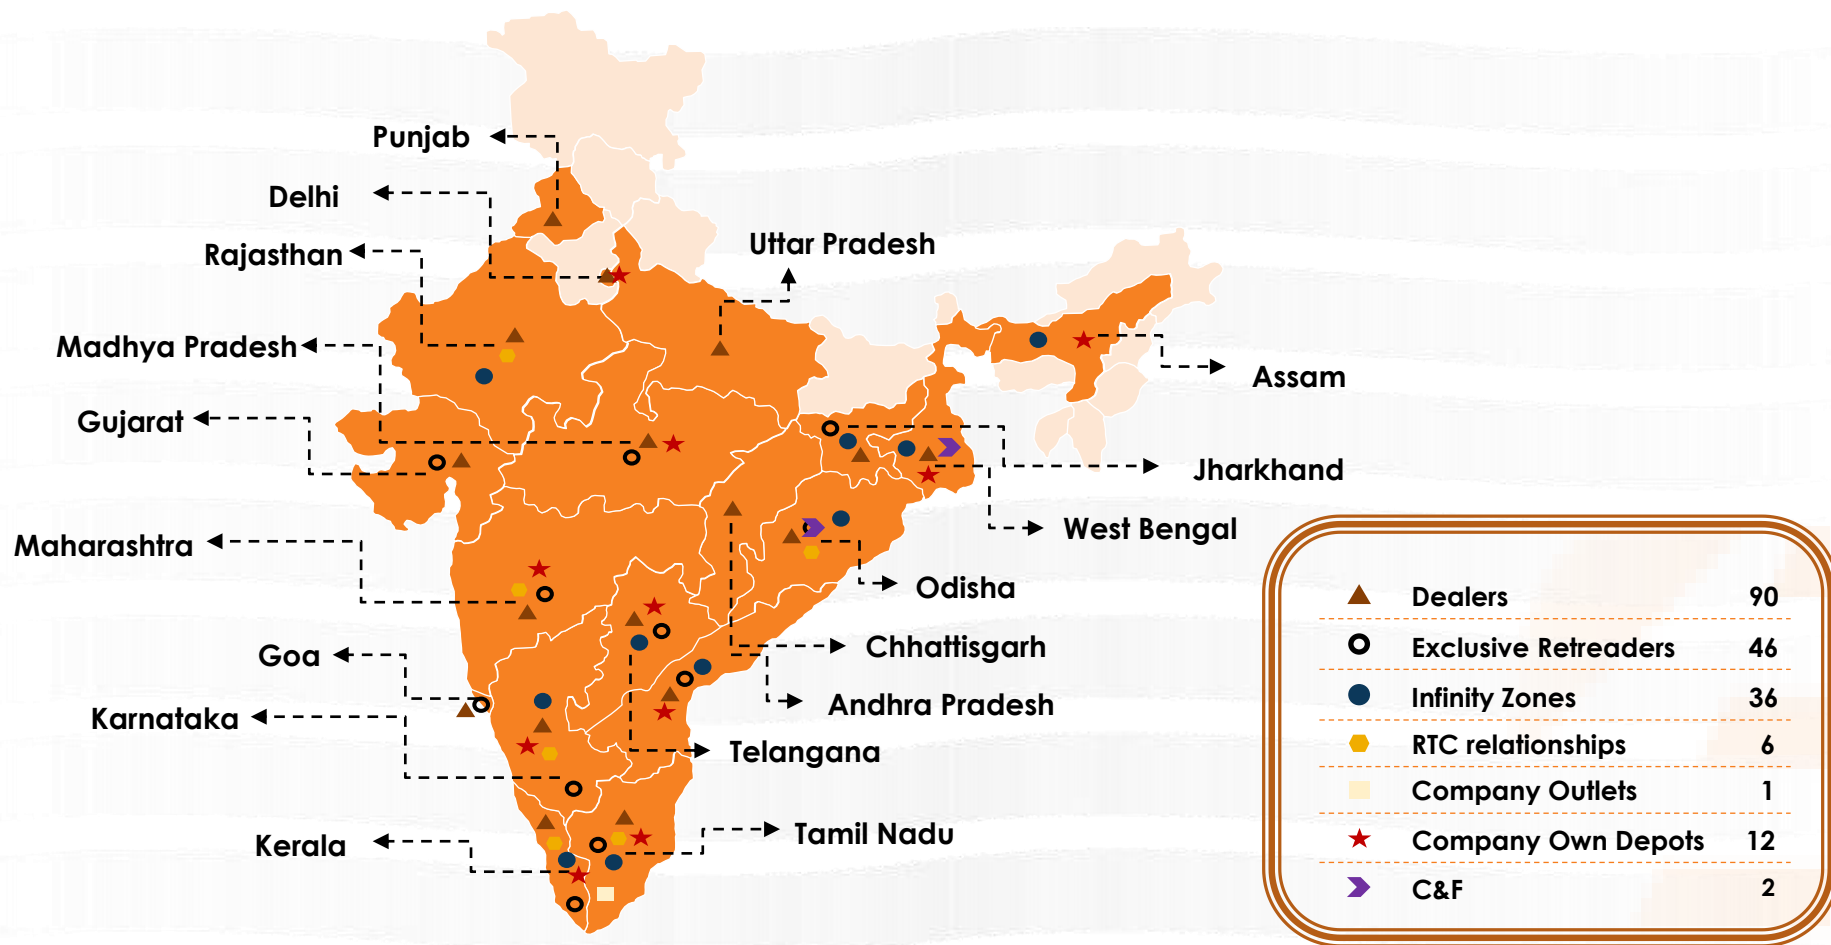 Punjab
Delhi
Rajasthan
Uttar Pradesh
Madhya Pradesh
Assam
Gujarat
Jharkhand
West Bengal
Maharashtra
Odisha
Goa
Chhattisgarh
Karnataka
Andhra Pradesh
Telangana
Kerala
Tamil Nadu
Dealers 90
Exclusive Retreaders 46
Infinity Zones 36
RTC relationships 6
Company Outlets 1
Company Own Depots 12
C&F 2